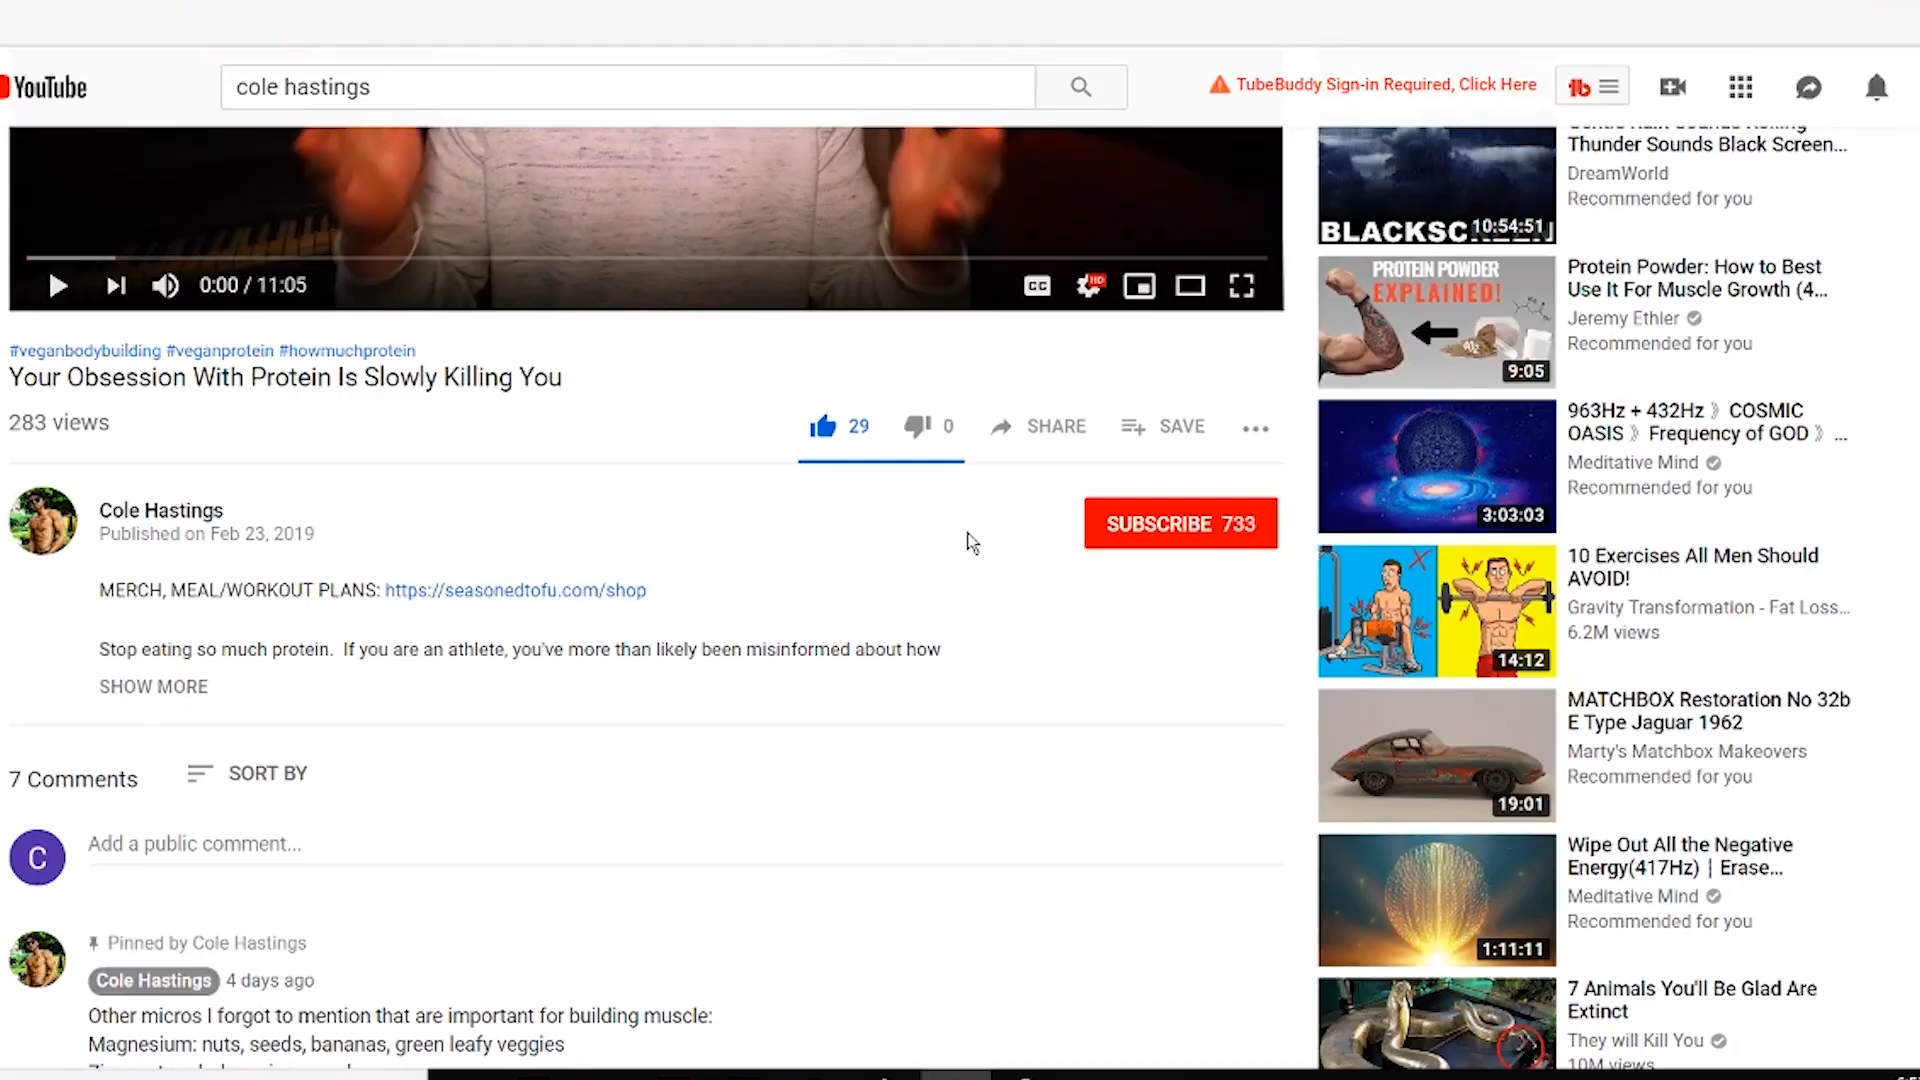 YouTube
cole hastings
TubeBuddy Sign-in Required, Click Here
CC
HD
0:00 / 11:05
#veganbodybuilding #veganprotein #howmuchprotein
Your Obsession With Protein Is Slowly Killing You
283 views
29
0
SHARE
SAVE
Cole Hastings
Published on Feb 23, 2019
SUBSCRIBE 733
MERCH, MEAL/WORKOUT PLANS: https://seasonedtofu.com/shop
Stop eating so much protein. If you are an athlete, you've more than likely been misinformed about how
SHOW MORE
7 Comments
SORT BY
C
Add a public comment...
Pinned by Cole Hastings
Cole Hastings 4 days ago
Other micros I forgot to mention that are important for building muscle:
Magnesium: nuts, seeds, bananas, green leafy veggies
Thunder Sounds Black Screen...
DreamWorld
Recommended for you
10:54:51
PROTEIN POWDER
EXPLAINED!
9:05
Protein Powder: How to Best
Use It For Muscle Growth (4...
Jeremy Ethier
Recommended for you
3:03:03
963Hz + 432Hz 》 COSMIC
OASIS 》 Frequency of GOD 》 ...
Meditative Mind
Recommended for you
14:12
10 Exercises All Men Should
AVOID!
Gravity Transformation - Fat Loss...
6.2M views
19:01
MATCHBOX Restoration No 32b
E Type Jaguar 1962
Marty's Matchbox Makeovers
Recommended for you
1:11:11
Wipe Out All the Negative
Energy(417Hz) | Erase...
Meditative Mind
Recommended for you
7 Animals You'll Be Glad Are
Extinct
They will Kill You
10M views